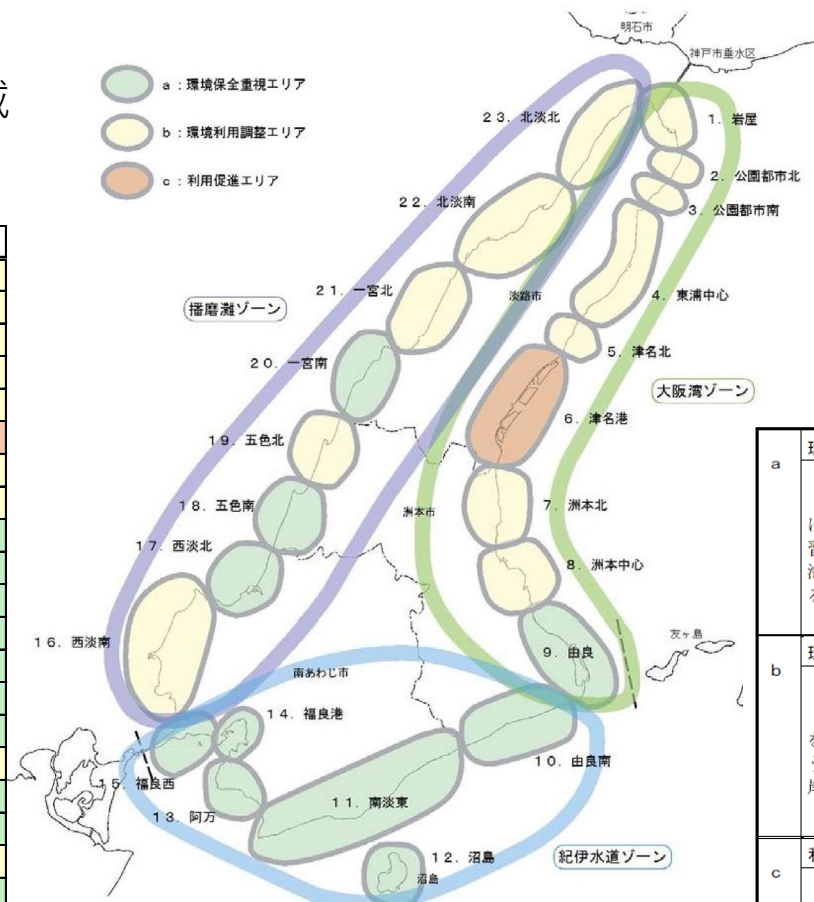 明石市
神戸市垂水区
a：環境保全重視エリア
b：環境利用調整エリア
c：利用促進エリア
23．北淡北
1．岩屋
2．公園都市北
22．北淡南
3．公園都市南
21．一宮北
淡路市
4．東浦中心
播磨灘ゾーン
5．津名北
20．一宮南
大阪湾ゾーン
6．津名港
19．五色北
18．五色南
洲本市
7．洲本北
17．西淡北
8．洲本中心
16．西淡南
9．由良
友ヶ島
南あわじ市
14．福良港
10．由良南
15．福良西
13．阿万
11．南淡東
12．沼島
沼島
紀伊水道ゾーン
a
b
c